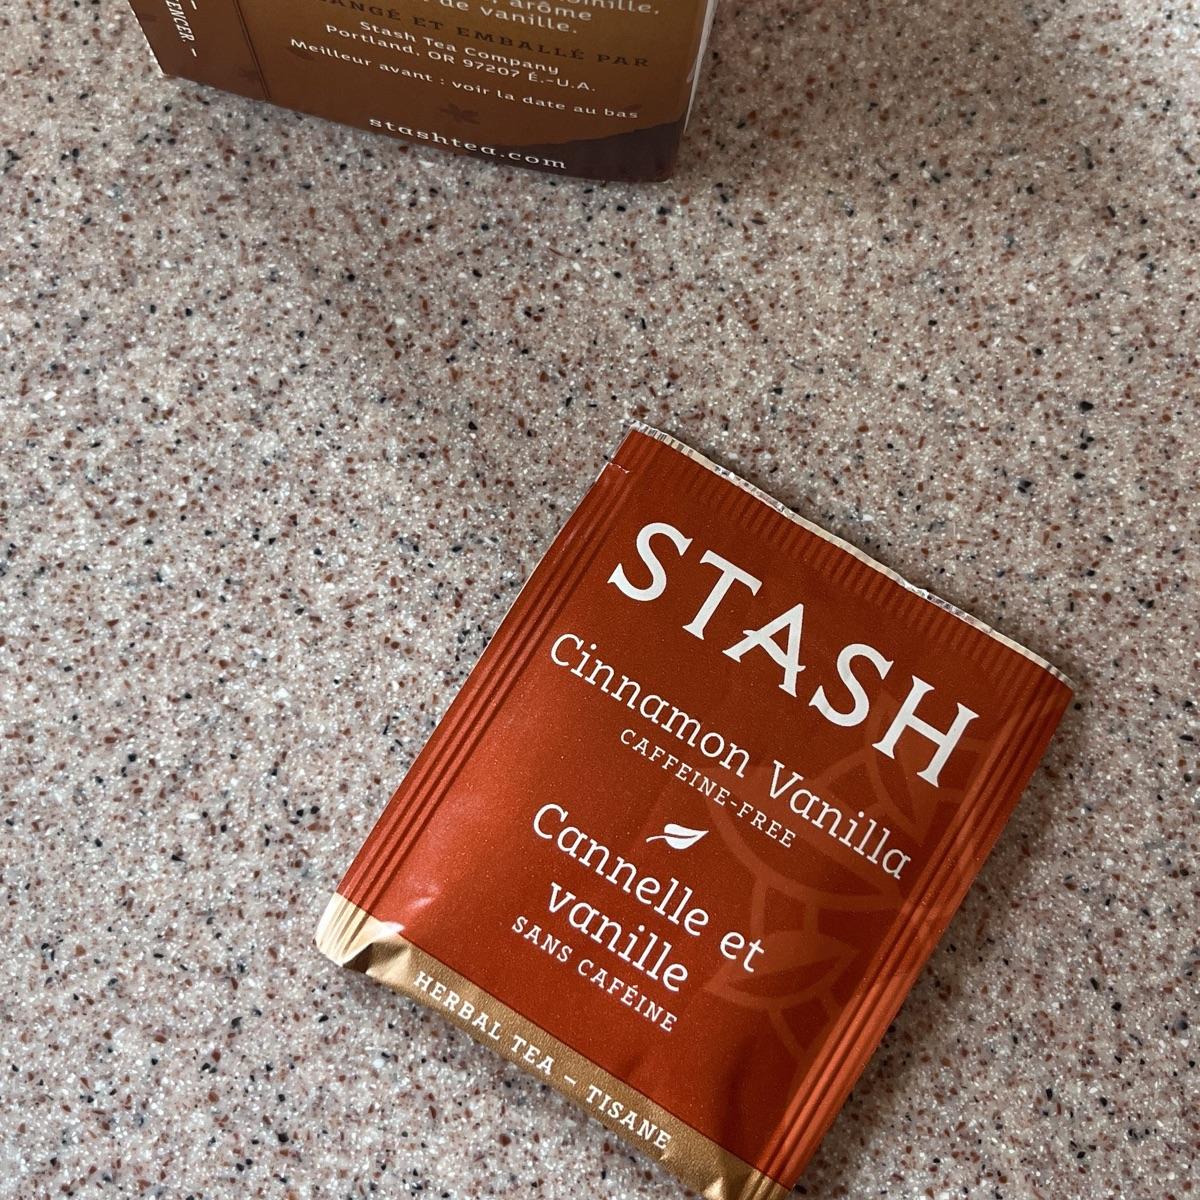 arôme
de vanille.
ET EMBALLÉ PAR
Stash Tea Company
Portland, OR 97207 É.-U.A.
Meilleur avant : voir la date au bas
stashtea.com
STASH
Cinnamon Vanilla
CAFFEINE-FREE
Cannelle et
vanille
SANS CAFÉINE
HERBAL TEA – TISANE